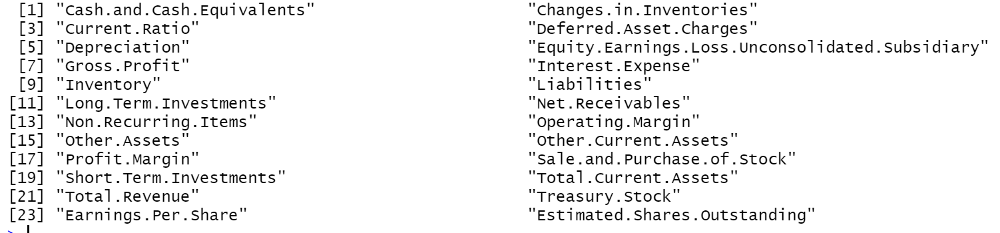 [1] "Cash.and.Cash.Equivalents" "Changes.in.Inventories"
[3] "Current.Ratio" "Deferred.Asset.Charges"
[5] "Depreciation" "Equity.Earnings.Loss.Unconsolidated.Subsidiary"
[7] "Gross.Profit" "Interest.Expense"
[9] "Inventory" "Liabilities"
[11] "Long.Term.Investments" "Net.Receivables"
[13] "Non.Recurring.Items" "Operating.Margin"
[15] "Other.Assets" "Other.Current.Assets"
[17] "Profit.Margin" "Sale.and.Purchase.of.Stock"
[19] "Short.Term.Investments" "Total.Current.Assets"
[21] "Total.Revenue" "Treasury.Stock"
[23] "Earnings.Per.Share" "Estimated.Shares.Outstanding"
>